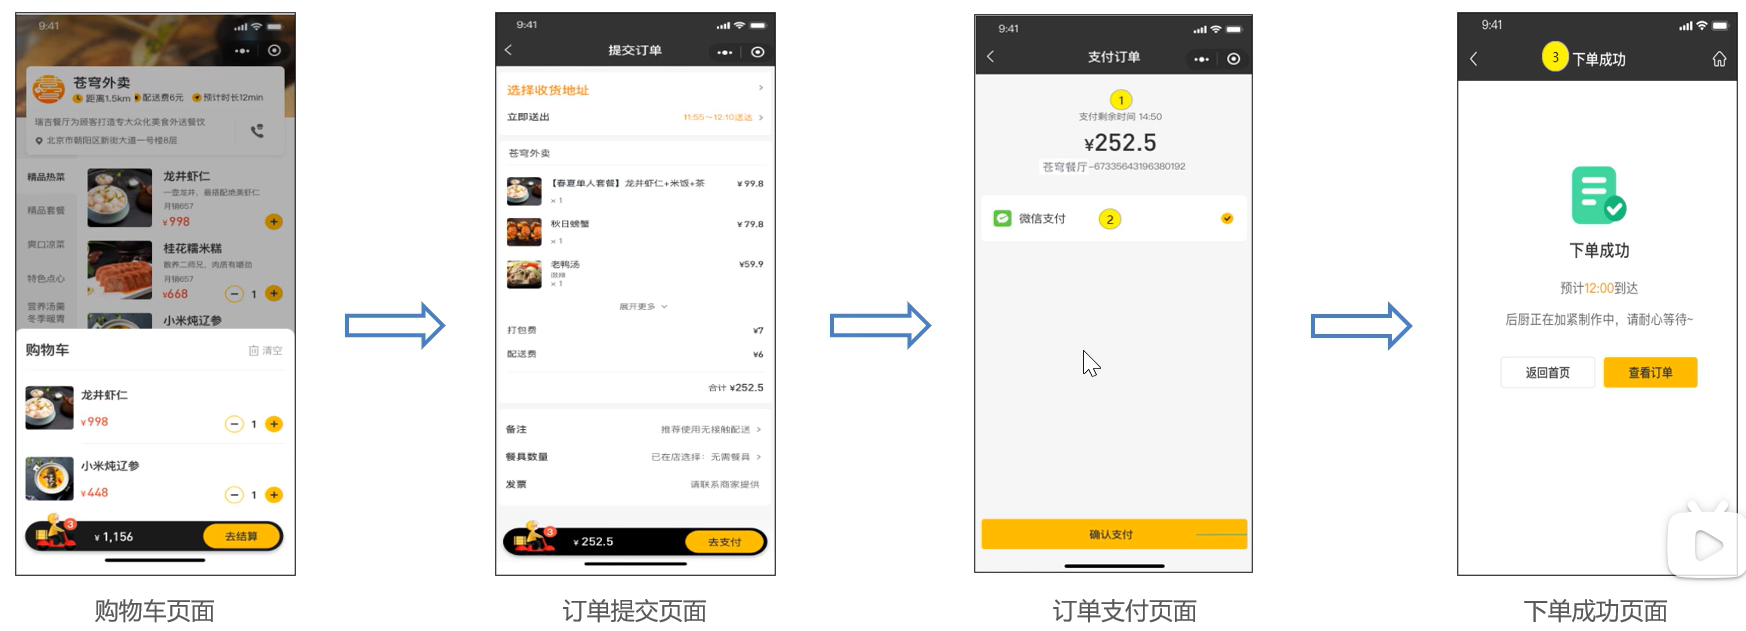 9:41
苍穹外卖
距离1.5km 配送费6元 预计时长12min
瑞吉餐厅为顾客打造专大众化美食外送餐饮
北京市朝阳区新街大道一号楼8层
精品热菜
精品套餐
爽口凉菜
特色点心
营养汤羹
冬季暖胃
龙井虾仁
一壶龙井，最搭配绝美虾仁
月销657
¥998
桂花糯米糕
散养二师兄，肉质有嚼劲
月销657
¥668
1
小米炖辽参
购物车
清空
龙井虾仁
¥998
1
小米炖辽参
¥448
1
3
¥1,156
去结算
购物车页面
9:41
提交订单
选择收货地址
立即送出
11:55～12:10送达
苍穹外卖
【春夏单人套餐】龙井虾仁+米饭+茶
¥99.8
×1
秋日螃蟹
¥79.8
×1
老鸭汤
¥59.9
微辣
×1
展开更多
打包费
¥7
配送费
¥6
合计 ¥252.5
备注
推荐使用无接触配送
餐具数量
已在店选择：无需餐具
发票
请联系商家提供
3
¥252.5
去支付
订单提交页面
9:41
支付订单
1
支付剩余时间 14:50
¥252.5
苍穹餐厅-67335643196380192
微信支付
2
确认支付
订单支付页面
9:41
3
下单成功
下单成功
预计12:00到达
后厨正在加紧制作中，请耐心等待~
返回首页
查看订单
下单成功页面